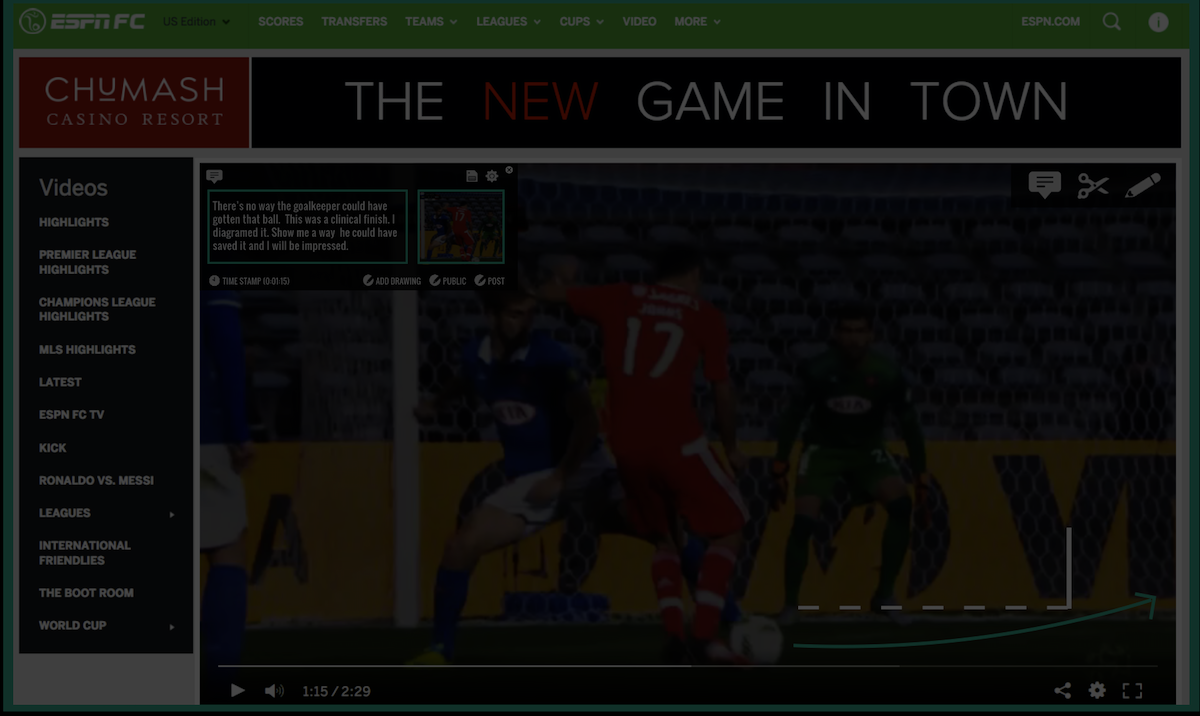 ESPN FC US Edition SCORES TRANSFERS TEAMS LEAGUES CUPS VIDEO MORE ESPN.COM
CHUMASH
CASINO RESORT
THE NEW GAME IN TOWN
Videos
HIGHLIGHTS
PREMIER LEAGUE
HIGHLIGHTS
CHAMPIONS LEAGUE
HIGHLIGHTS
MLS HIGHLIGHTS
LATEST
ESPN FC TV
KICK
RONALDO VS. MESSI
LEAGUES
INTERNATIONAL
FRIENDLIES
THE BOOT ROOM
WORLD CUP
There's no way the goalkeeper could have
gotten that ball. This was a clinical finish. I
diagramed it. Show me a way he could have
saved it and I will be impressed.
TIME STAMP (0-01:15) ADD DRAWING PUBLIC POST
17
1:15 / 2:29